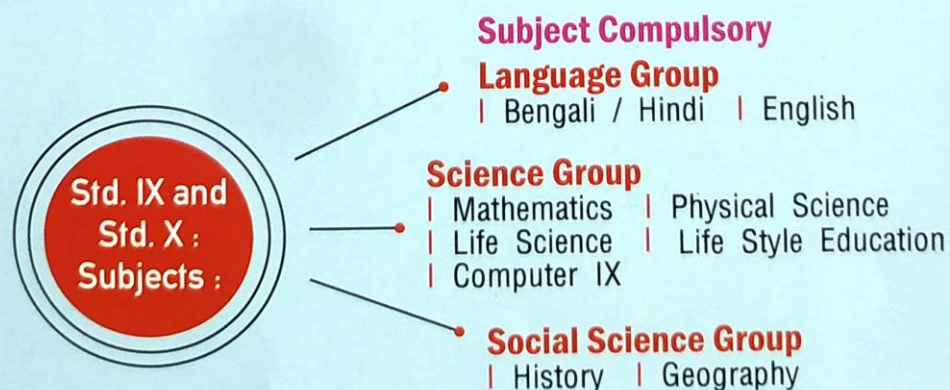 Subject Compulsory
Language Group
| Bengali / Hindi | English
Std. IX and
Std. X :
Subjects :
Science Group
| Mathematics | Physical Science
| Life Science | Life Style Education
| Computer IX
Social Science Group
| History | Geography